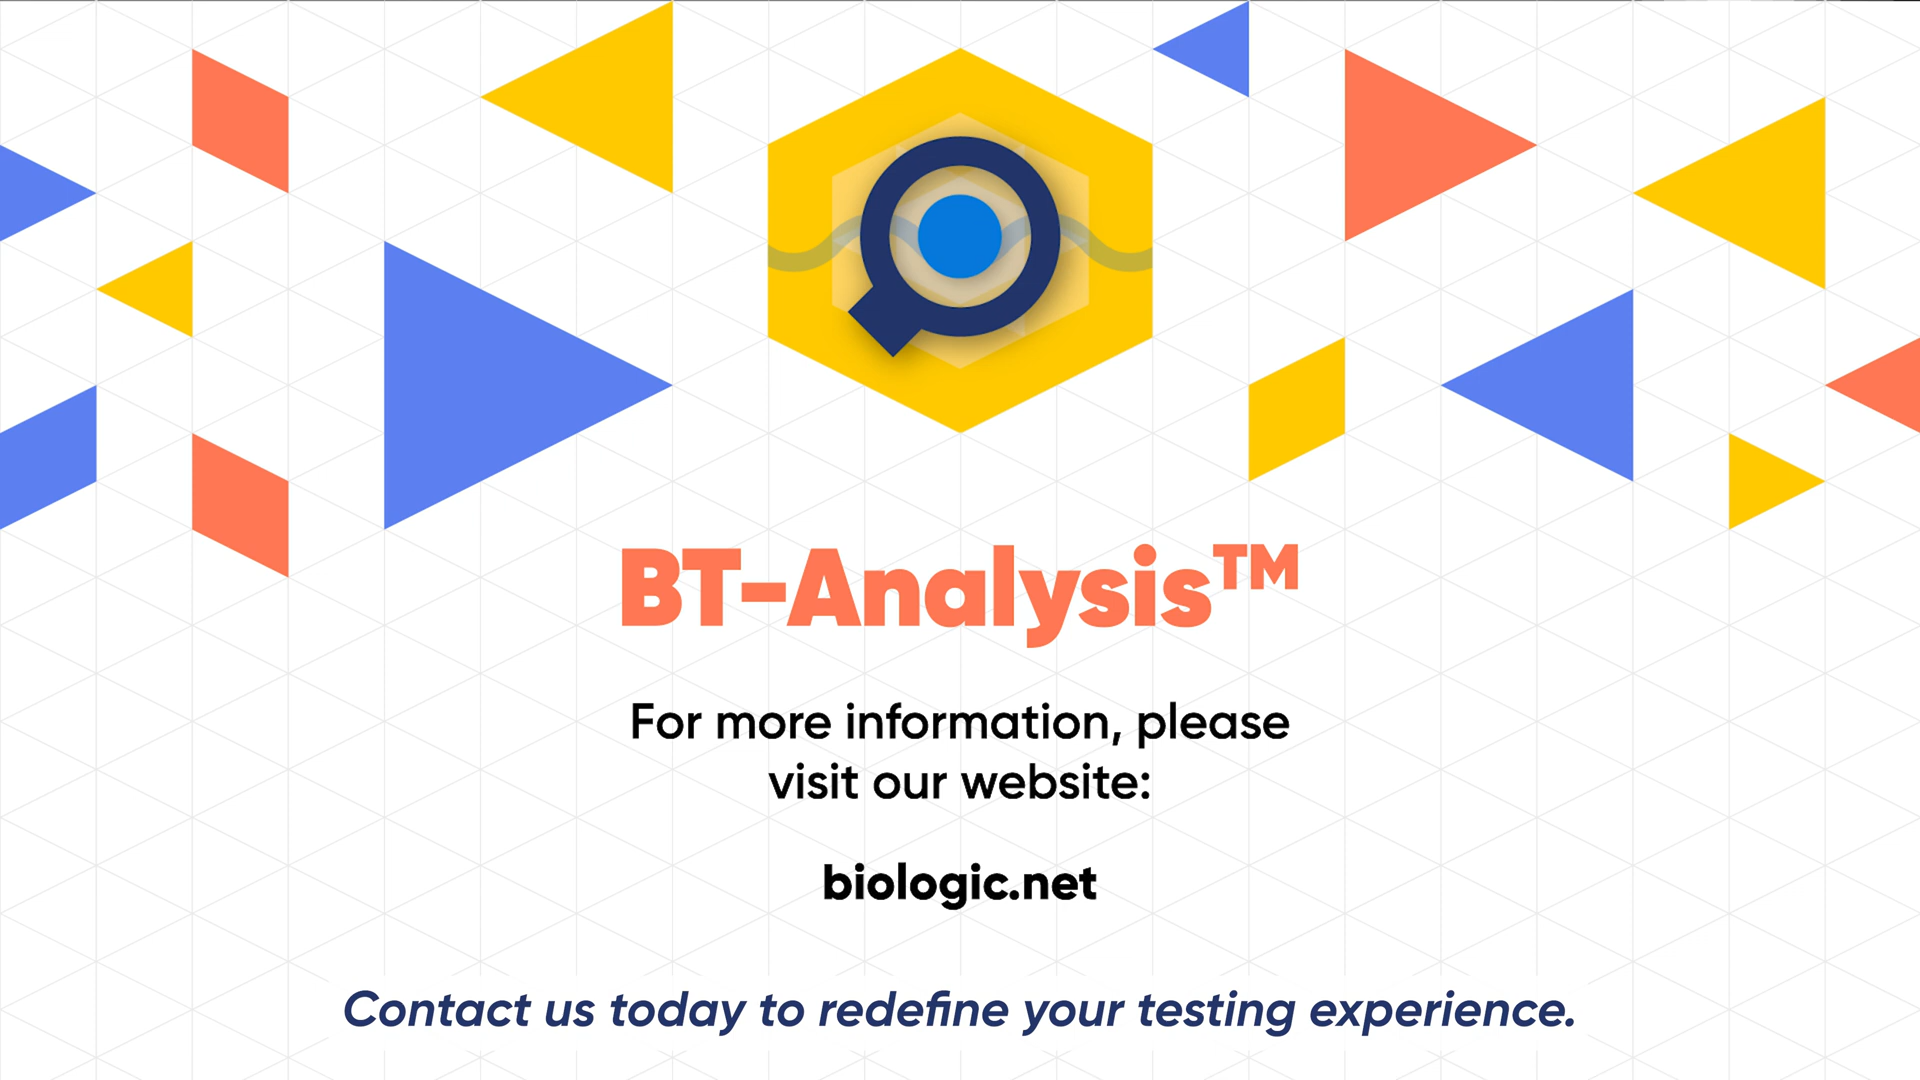 BT-Analysis™
For more information, please
visit our website:
biologic.net
Contact us today to redefine your testing experience.